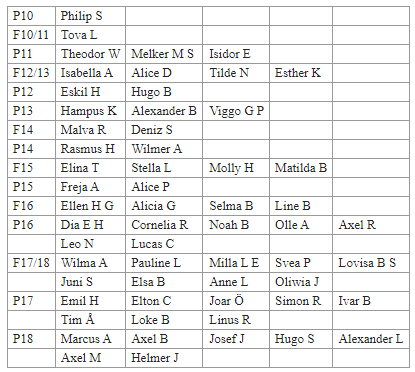 P10 Philip S
F10/11 Tova L
P11 Theodor W Melker M S Isidor E
F12/13 Isabella A Alice D Tilde N Esther K
P12 Eskil H Hugo B
P13 Hampus K Alexander B Viggo G P
F14 Malva R Deniz S
P14 Rasmus H Wilmer A
F15 Elina T Stella L Molly H Matilda B
P15 Freja A Alice P
F16 Ellen H G Alicia G Selma B Line B
P16 Dia E H Cornelia R Noah B Olle A Axel R
Leo N Lucas C
F17/18 Wilma A Pauline L Milla L E Svea P Lovisa B S
Juni S Elsa B Anne L Oliwia J
P17 Emil H Elton C Joar Ö Simon R Ivar B
Tim Å Loke B Linus R
P18 Marcus A Axel B Josef J Hugo S Alexander L
Axel M Helmer J